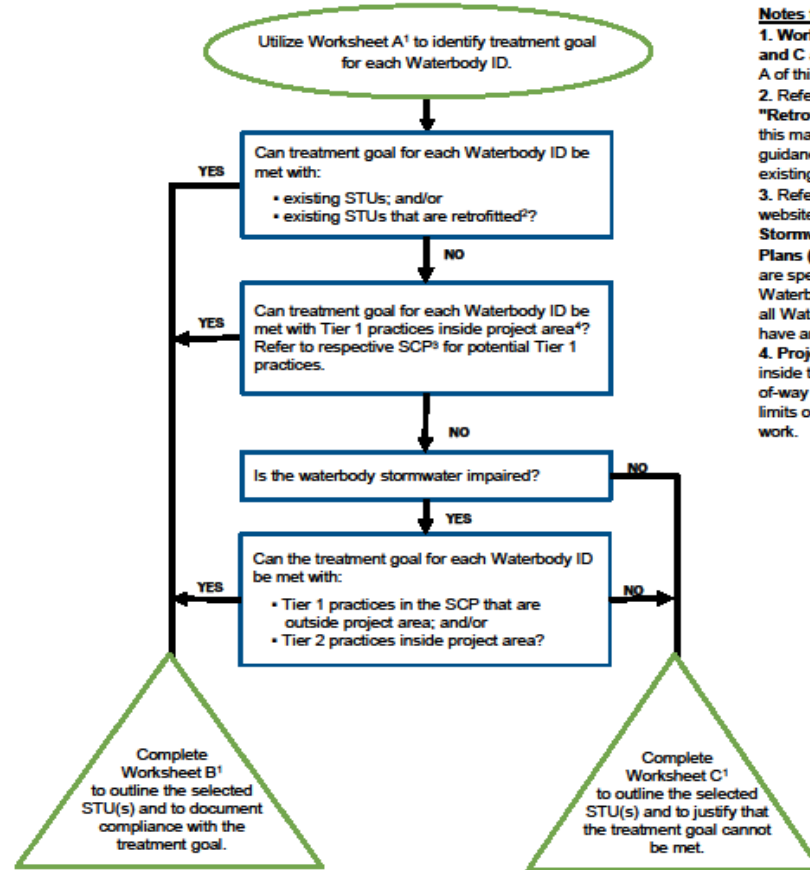 Utilize Worksheet A¹ to identify treatment goal
for each Waterbody ID.
Can treatment goal for each Waterbody ID be
met with:
• existing STUs; and/or
• existing STUs that are retrofitted²?
YES
NO
Can treatment goal for each Waterbody ID be
met with Tier 1 practices inside project area⁴?
Refer to respective SCP³ for potential Tier 1
practices.
YES
NO
Is the waterbody stormwater impaired?
NO
YES
Can the treatment goal for each Waterbody ID
be met with:
• Tier 1 practices in the SCP that are
outside project area; and/or
• Tier 2 practices inside project area?
YES
NO
Complete
Worksheet B¹
to outline the selected
STU(s) and to document
compliance with the
treatment goal.
Complete
Worksheet C¹
to outline the selected
STU(s) and to justify that
the treatment goal cannot
be met.
Notes
1. Wor
and C
A of thi
2. Refe
"Retro
this ma
guidanc
existing
3. Refe
website
Stormw
Plans (
are spe
Waterb
all Wat
have ar
4. Proj
inside t
of-way
limits o
work.